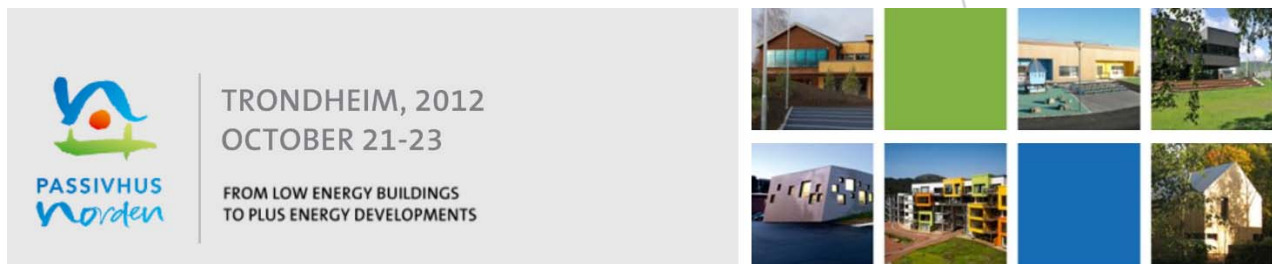 TRONDHEIM, 2012
OCTOBER 21-23
PASSIVHUS
norden
FROM LOW ENERGY BUILDINGS
TO PLUS ENERGY DEVELOPMENTS